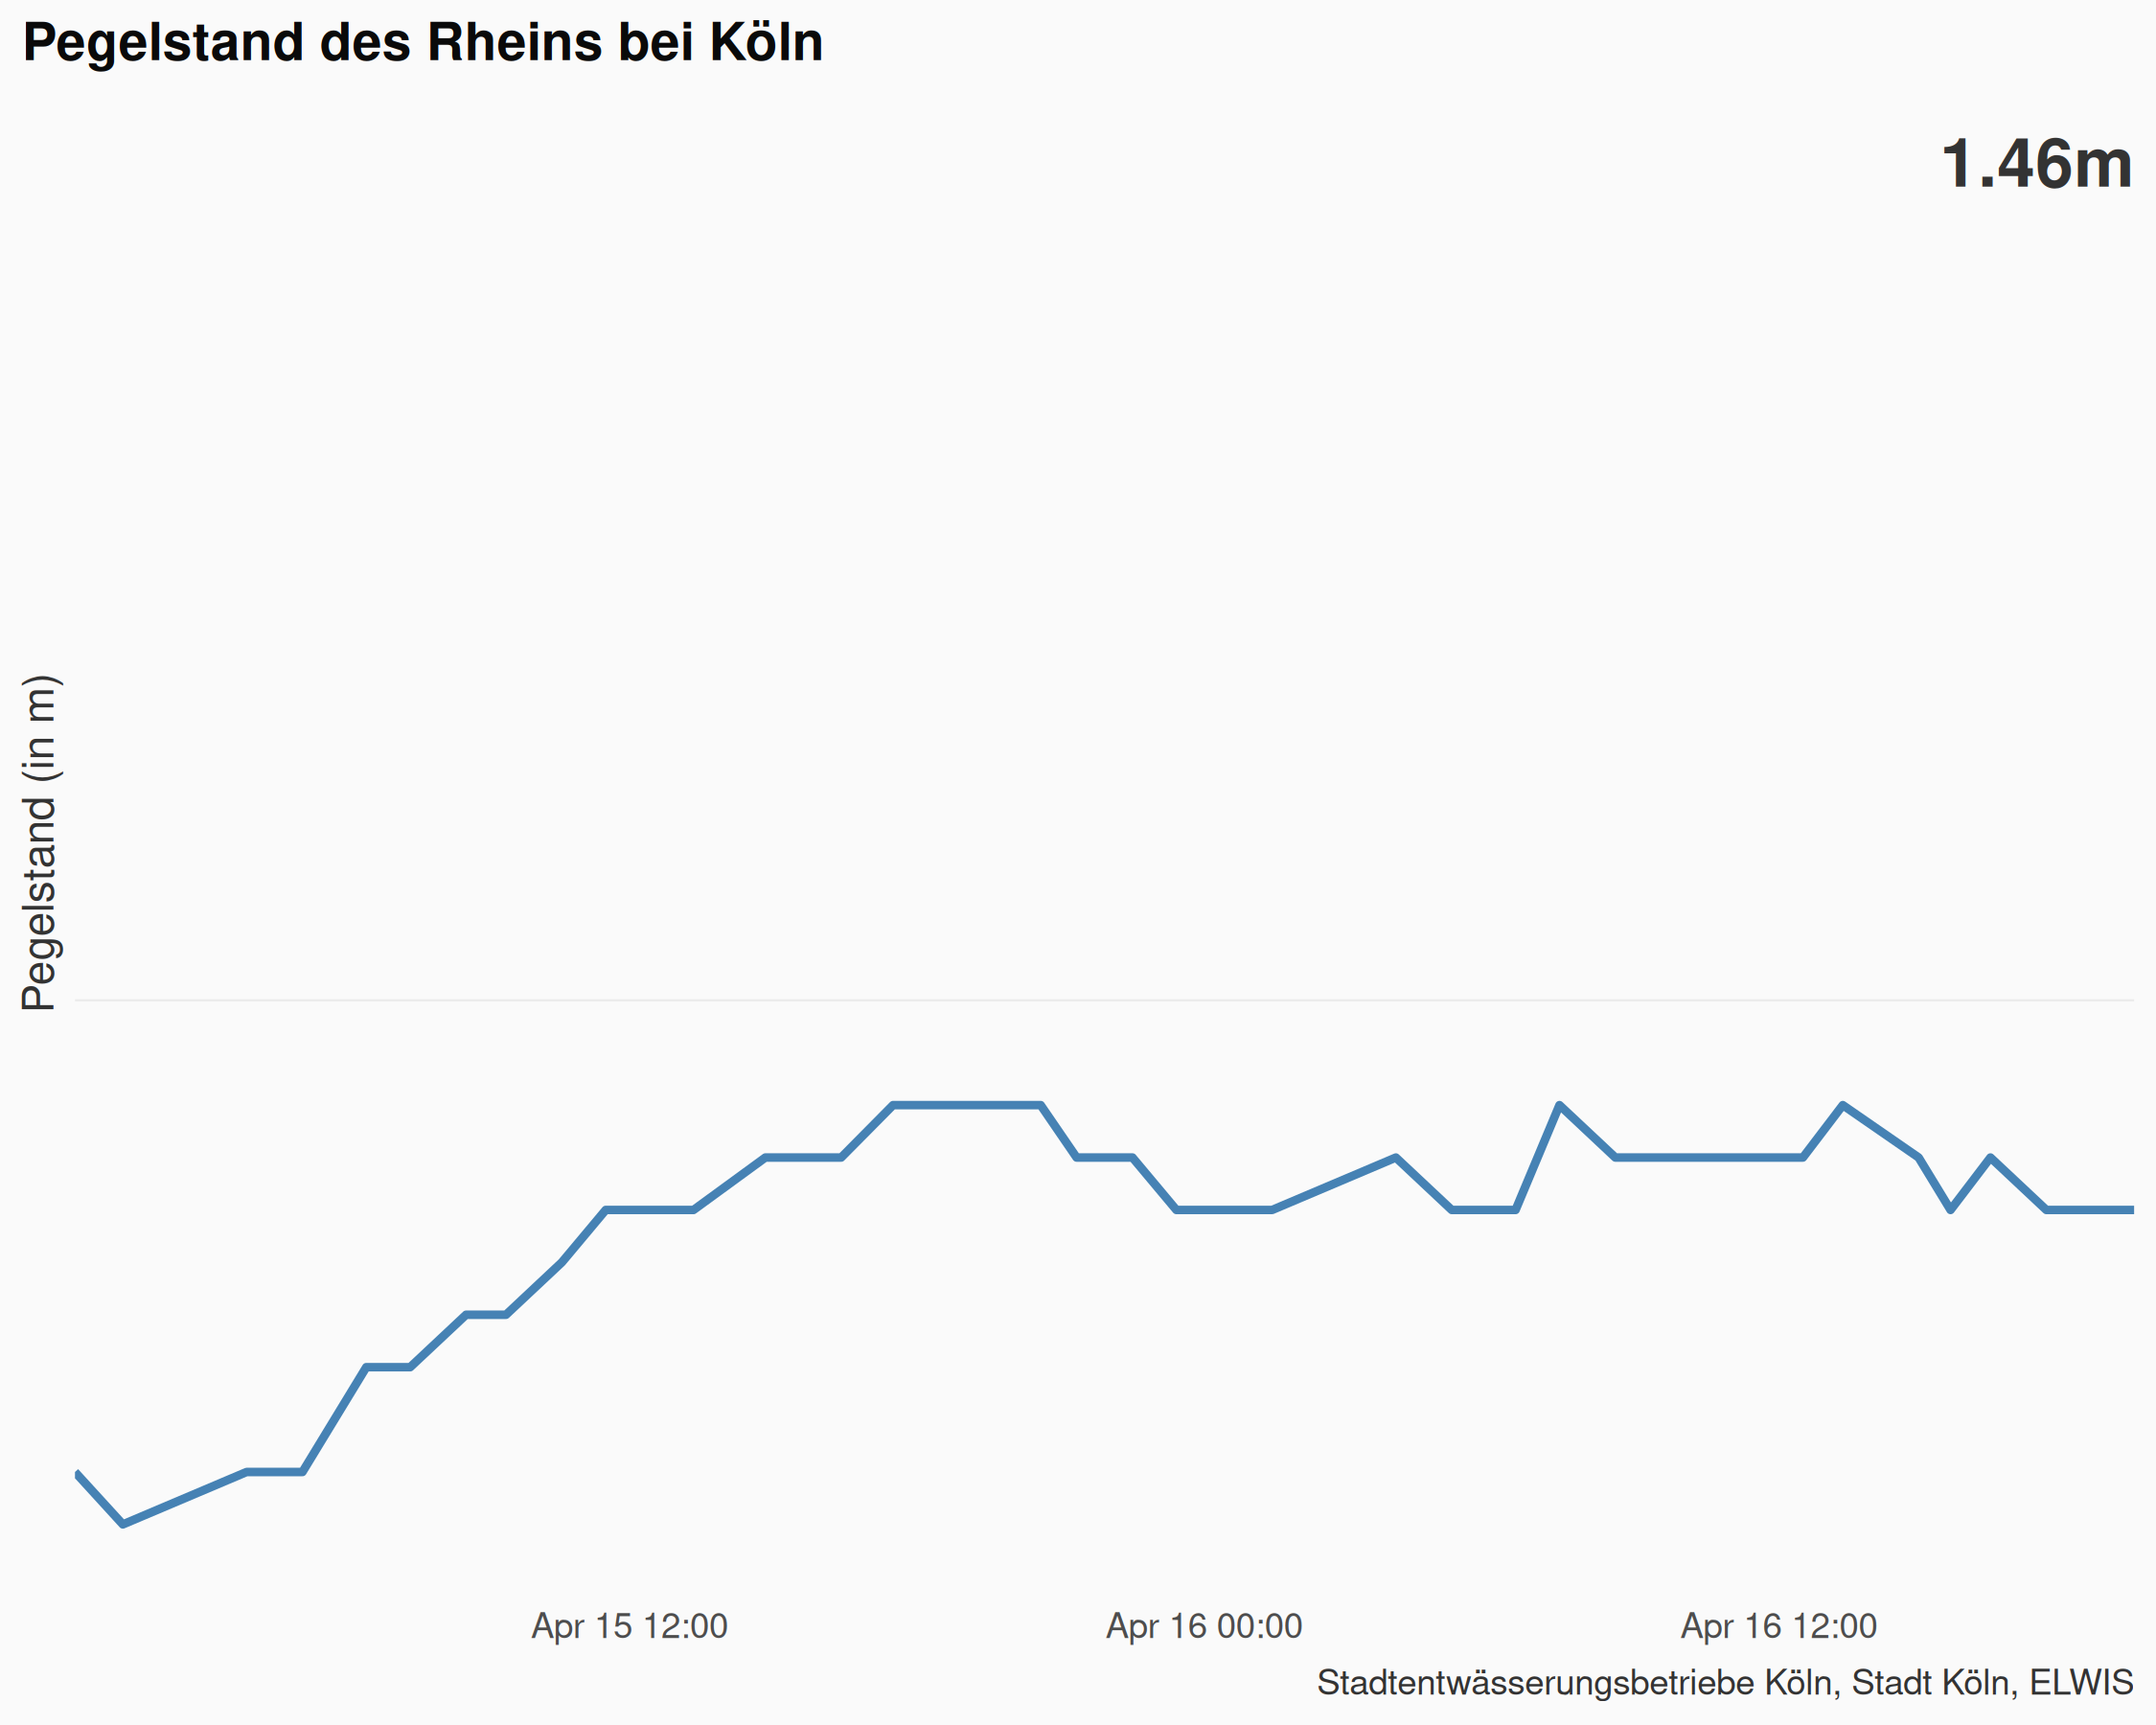 Pegelstand des Rheins bei Köln
1.46m
Pegelstand (in m)
Apr 15 12:00
Apr 16 00:00
Apr 16 12:00
Stadtentwässerungsbetriebe Köln, Stadt Köln, ELWIS